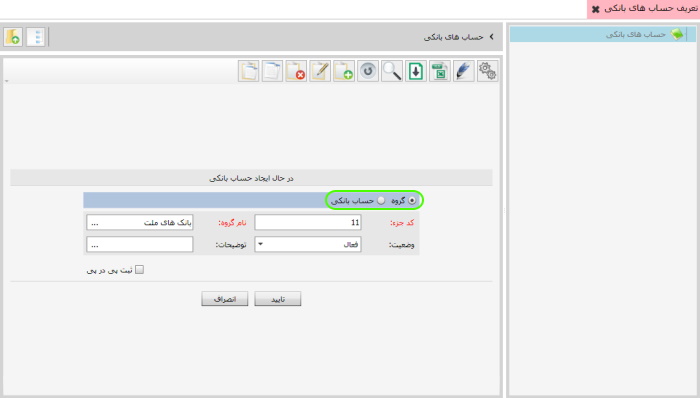 تعریف حساب های بانکی
حساب های بانکی
حساب های بانکی
در حال ایجاد حساب بانکی
گروه حساب بانکی
کد جزء: 11 نام گروه: بانک های ملت ...
وضعیت: فعال توضیحات: ...
ثبت پی در پی
تایید انصراف